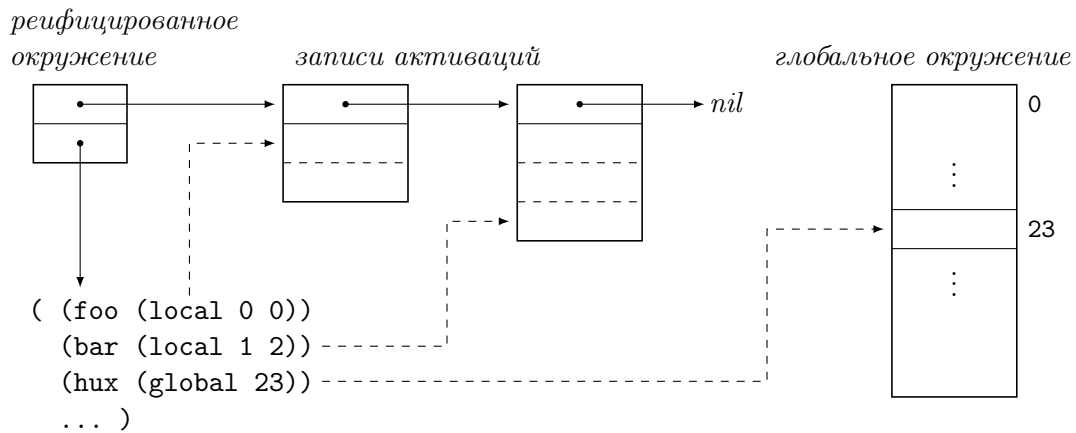 реифицированное
окружение
записи активаций
глобальное окружение
nil
0
⋮
23
⋮
( (foo (local 0 0))
(bar (local 1 2))
(hux (global 23))
... )